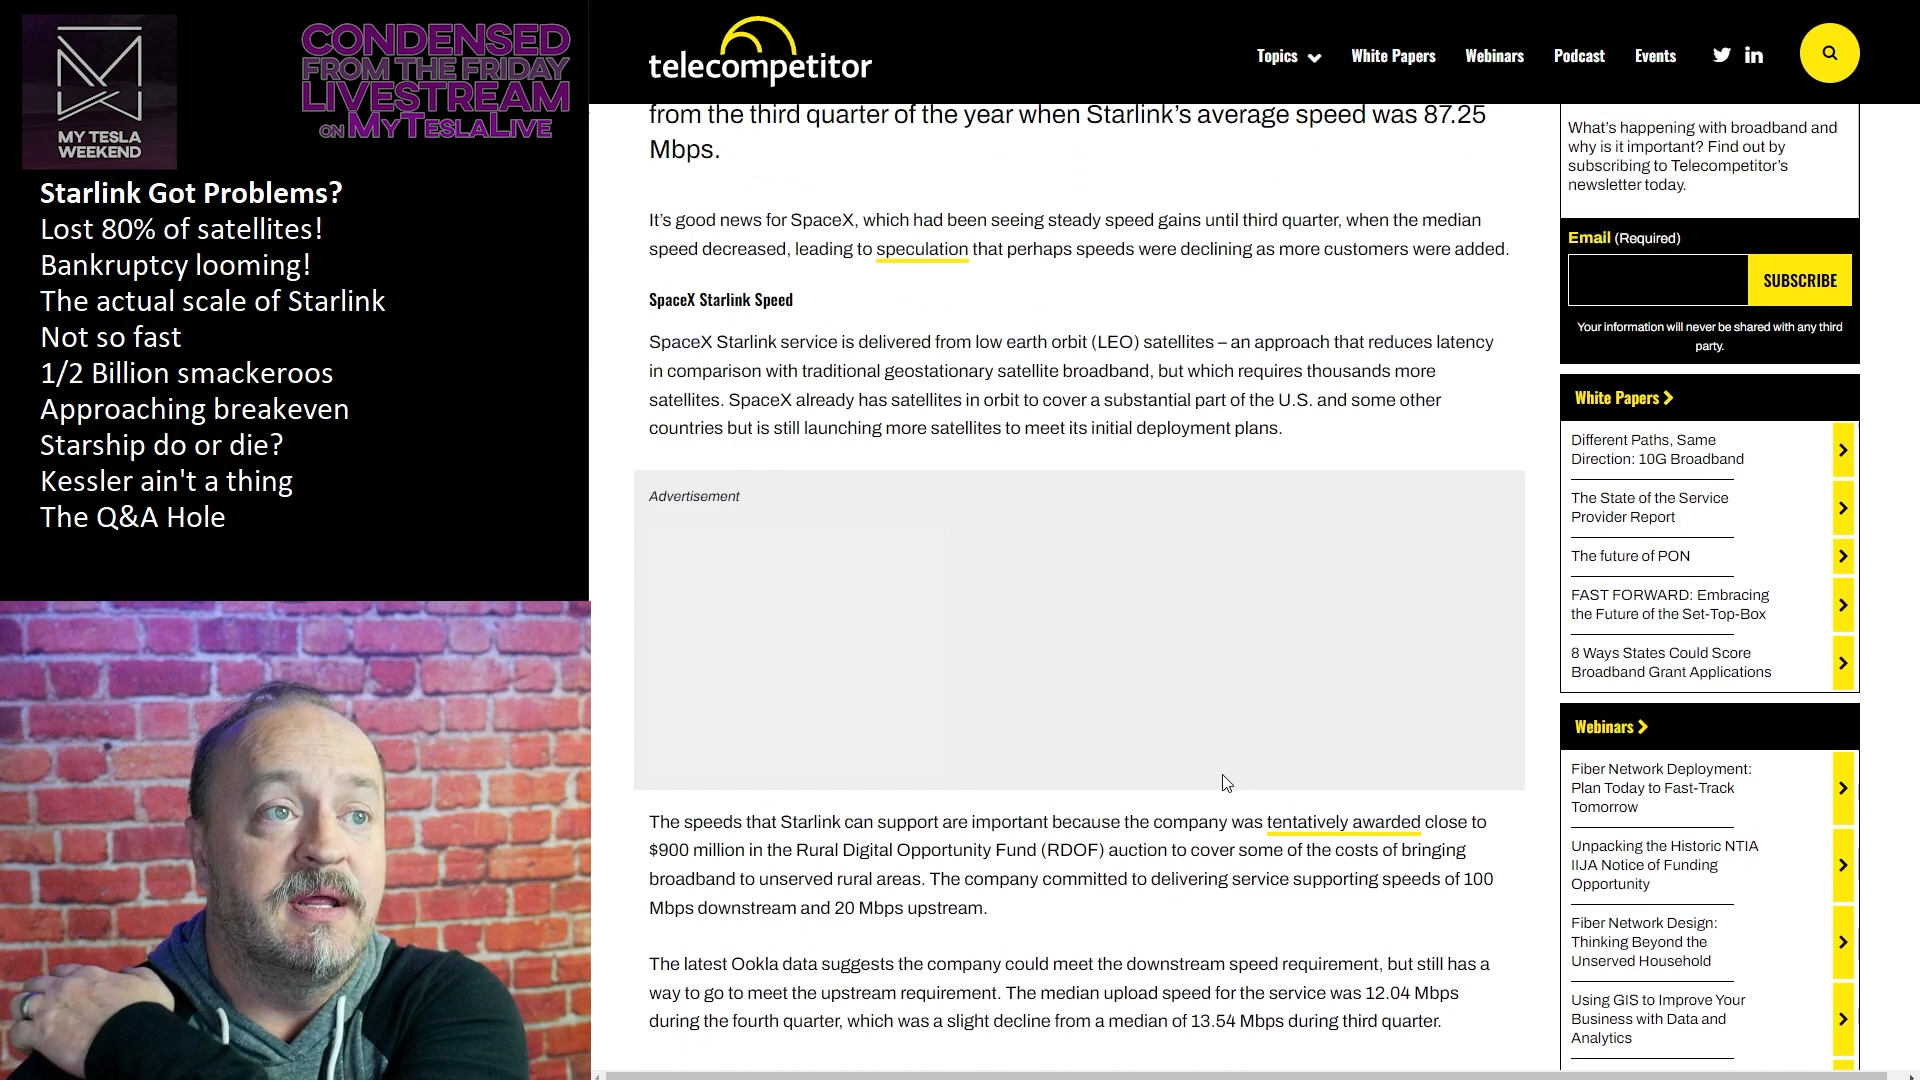 MY TESLA
WEEKEND
CONDENSED
FROM THE FRIDAY
LIVESTREAM
ON MYTESLALIVE
Starlink Got Problems?
Lost 80% of satellites!
Bankruptcy looming!
The actual scale of Starlink
Not so fast
1/2 Billion smackeroos
Approaching breakeven
Starship do or die?
Kessler ain't a thing
The Q&A Hole
telecompetitor
Topics
White Papers
Webinars
Podcast
Events
from the third quarter of the year when Starlink’s average speed was 87.25
Mbps.
It’s good news for SpaceX, which had been seeing steady speed gains until third quarter, when the median
speed decreased, leading to speculation that perhaps speeds were declining as more customers were added.
SpaceX Starlink Speed
SpaceX Starlink service is delivered from low earth orbit (LEO) satellites – an approach that reduces latency
in comparison with traditional geostationary satellite broadband, but which requires thousands more
satellites. SpaceX already has satellites in orbit to cover a substantial part of the U.S. and some other
countries but is still launching more satellites to meet its initial deployment plans.
Advertisement
The speeds that Starlink can support are important because the company was tentatively awarded close to
$900 million in the Rural Digital Opportunity Fund (RDOF) auction to cover some of the costs of bringing
broadband to unserved rural areas. The company committed to delivering service supporting speeds of 100
Mbps downstream and 20 Mbps upstream.
The latest Ookla data suggests the company could meet the downstream speed requirement, but still has a
way to go to meet the upstream requirement. The median upload speed for the service was 12.04 Mbps
during the fourth quarter, which was a slight decline from a median of 13.54 Mbps during third quarter.
What’s happening with broadband and
why is it important? Find out by
subscribing to Telecompetitor’s
newsletter today.
Email (Required)
SUBSCRIBE
Your information will never be shared with any third
party.
White Papers
Different Paths, Same
Direction: 10G Broadband
The State of the Service
Provider Report
The future of PON
FAST FORWARD: Embracing
the Future of the Set-Top-Box
8 Ways States Could Score
Broadband Grant Applications
Webinars
Fiber Network Deployment:
Plan Today to Fast-Track
Tomorrow
Unpacking the Historic NTIA
IIJA Notice of Funding
Opportunity
Fiber Network Design:
Thinking Beyond the
Unserved Household
Using GIS to Improve Your
Business with Data and
Analytics